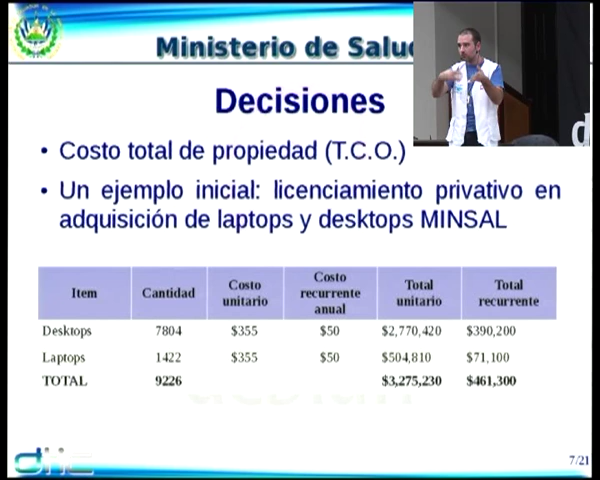 Ministerio de Salu
Decisiones
• Costo total de propiedad (T.C.O.)
• Un ejemplo inicial: licenciamiento privativo en
adquisición de laptops y desktops MINSAL
Item Cantidad Costo unitario Costo recurrente anual Total unitario Total recurrente
Desktops 7804 $355 $50 $2,770,420 $390,200
Laptops 1422 $355 $50 $504,810 $71,100
TOTAL 9226 $3,275,230 $461,300
7/21